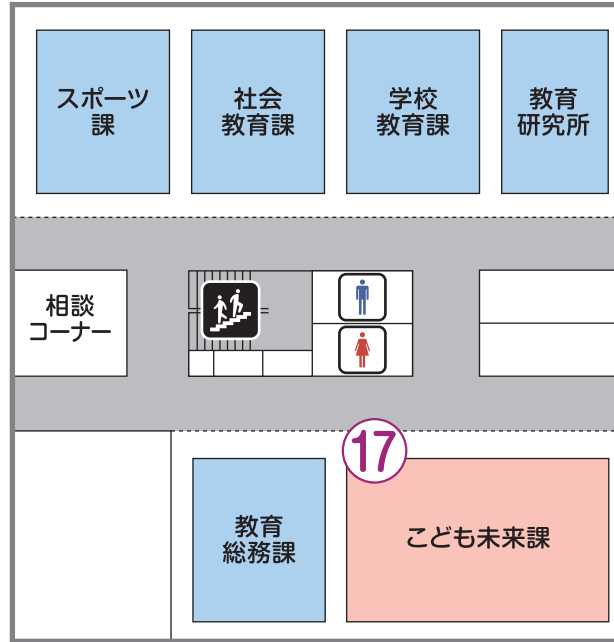 スポーツ
課
社会
教育課
学校
教育課
教育
研究所
相談
コーナー
17
教育
総務課
こども未来課